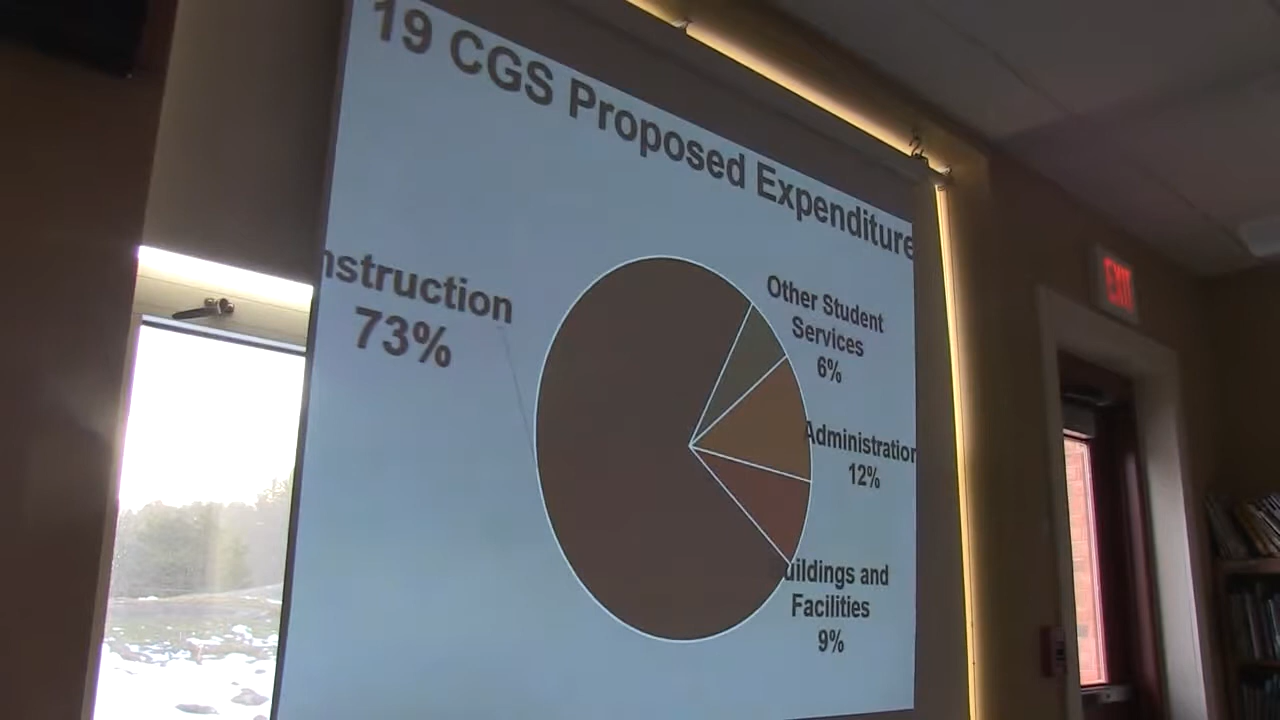 19 CGS Proposed Expenditure
nstruction
73%
Other Student
Services
6%
Administration
12%
uildings and
Facilities
9%
EXIT